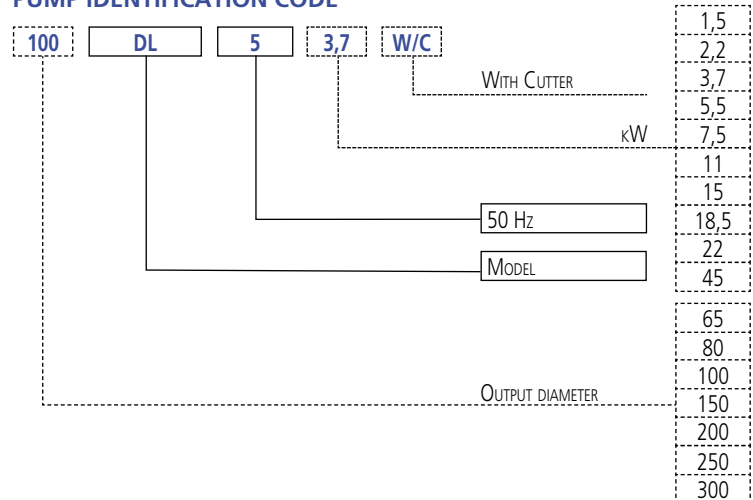 PUMP IDENTIFICATION CODE
100 DL 5 3,7 W/C
With Cutter
kW
50 Hz
Model
Output diameter
1,5
2,2
3,7
5,5
7,5
11
15
18,5
22
45
65
80
100
150
200
250
300